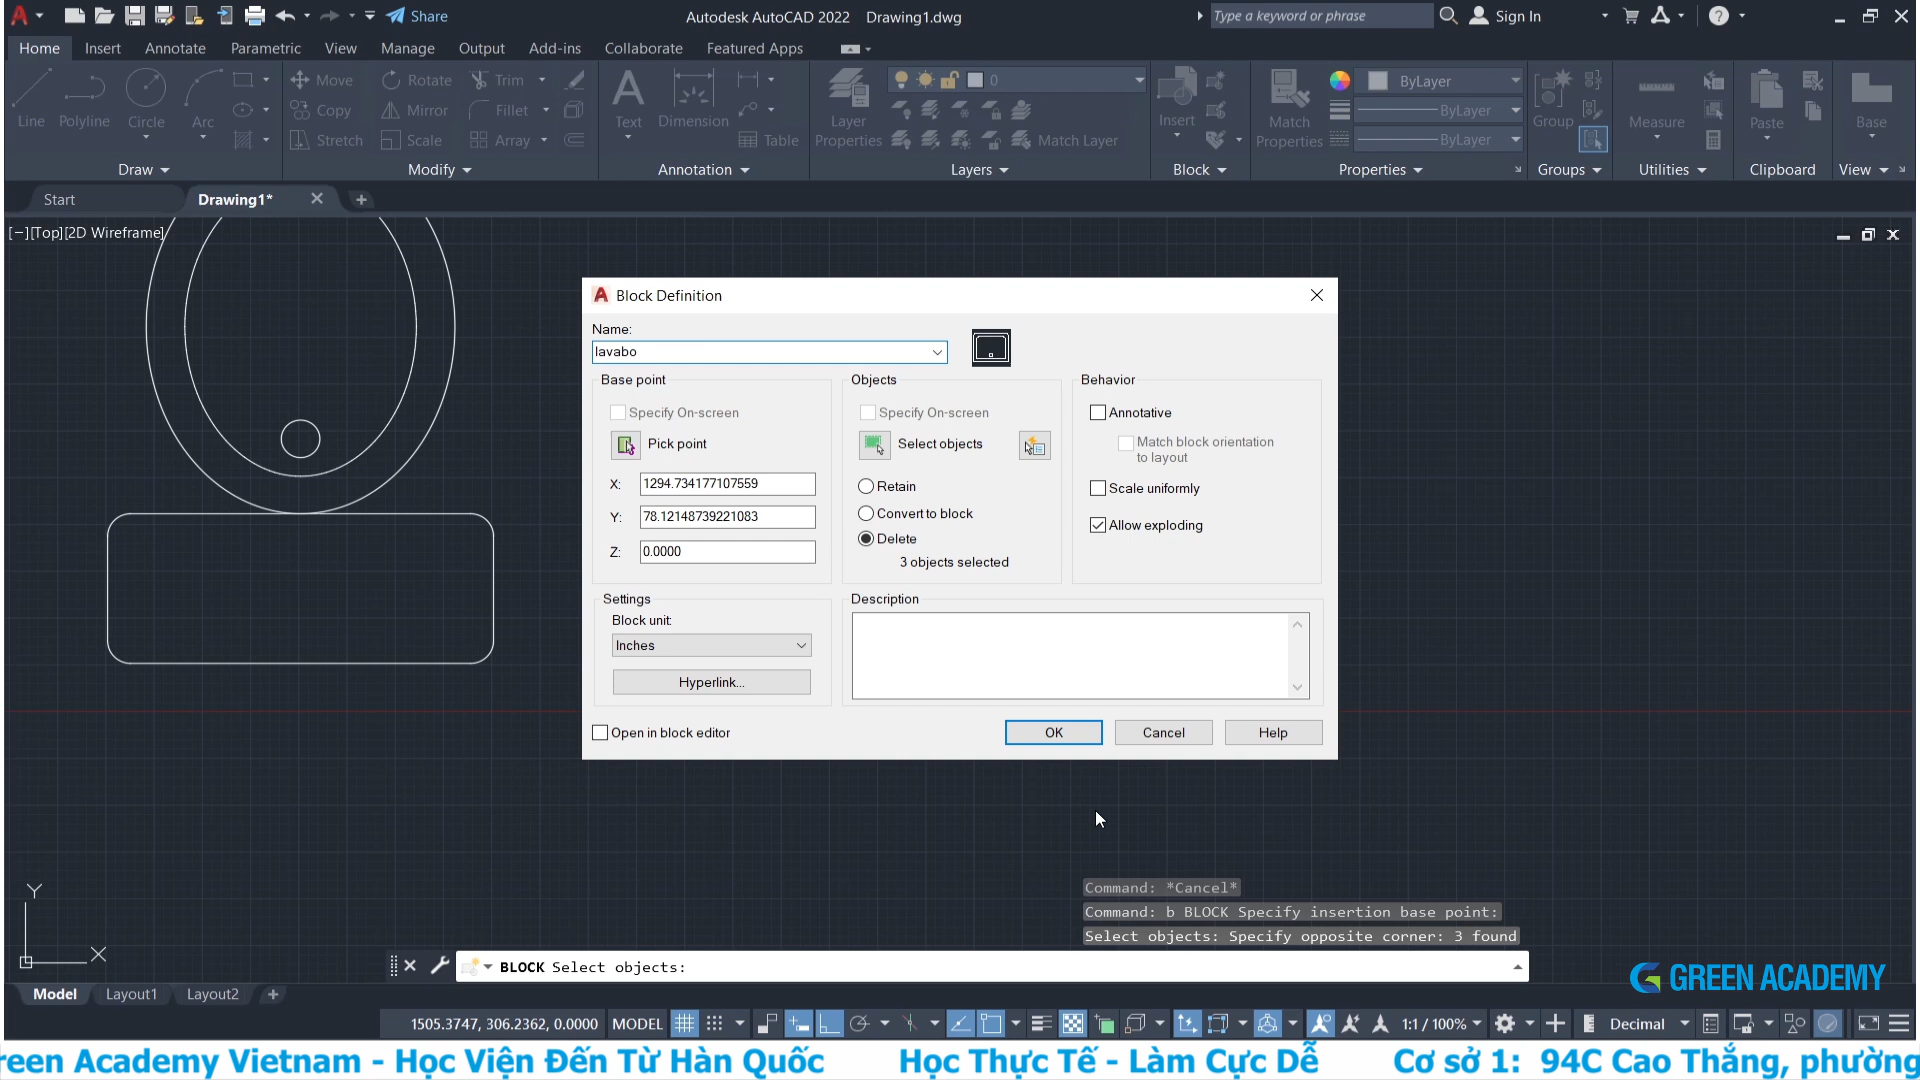 Share
Autodesk AutoCAD 2022 Drawing1.dwg
Type a keyword or phrase
Sign In
Home Insert Annotate Parametric View Manage Output Add-ins Collaborate Featured Apps
Line Polyline Circle Arc
Move Rotate Trim
Copy Mirror Fillet
Stretch Scale Array
Text Dimension Table
Layer Properties
0
Match Layer
Insert
Match Properties
ByLayer
ByLayer
ByLayer
Group
Measure
Paste
Base
Draw Modify Annotation Layers Block Properties Groups Utilities Clipboard View
Start Drawing1*
[−][Top][2D Wireframe]
Block Definition
Name:
lavabo
Base point
Specify On-screen
Pick point
X: 1294.734177107559
Y: 78.12148739221083
Z: 0.0000
Objects
Specify On-screen
Select objects
Retain
Convert to block
Delete
3 objects selected
Behavior
Annotative
Match block orientation
to layout
Scale uniformly
Allow exploding
Settings
Block unit:
Inches
Hyperlink...
Description
Open in block editor
OK Cancel Help
Y
X
Command: *Cancel*
Command: b BLOCK Specify insertion base point:
Select objects: Specify opposite corner: 3 found
BLOCK Select objects:
GREEN ACADEMY
Model Layout1 Layout2
1505.3747, 306.2362, 0.0000 MODEL 1:1 / 100% Decimal
reen Academy Vietnam - Học Viện Đến Từ Hàn Quốc Học Thực Tế - Làm Cực Dễ Cơ sở 1: 94C Cao Thắng, phường